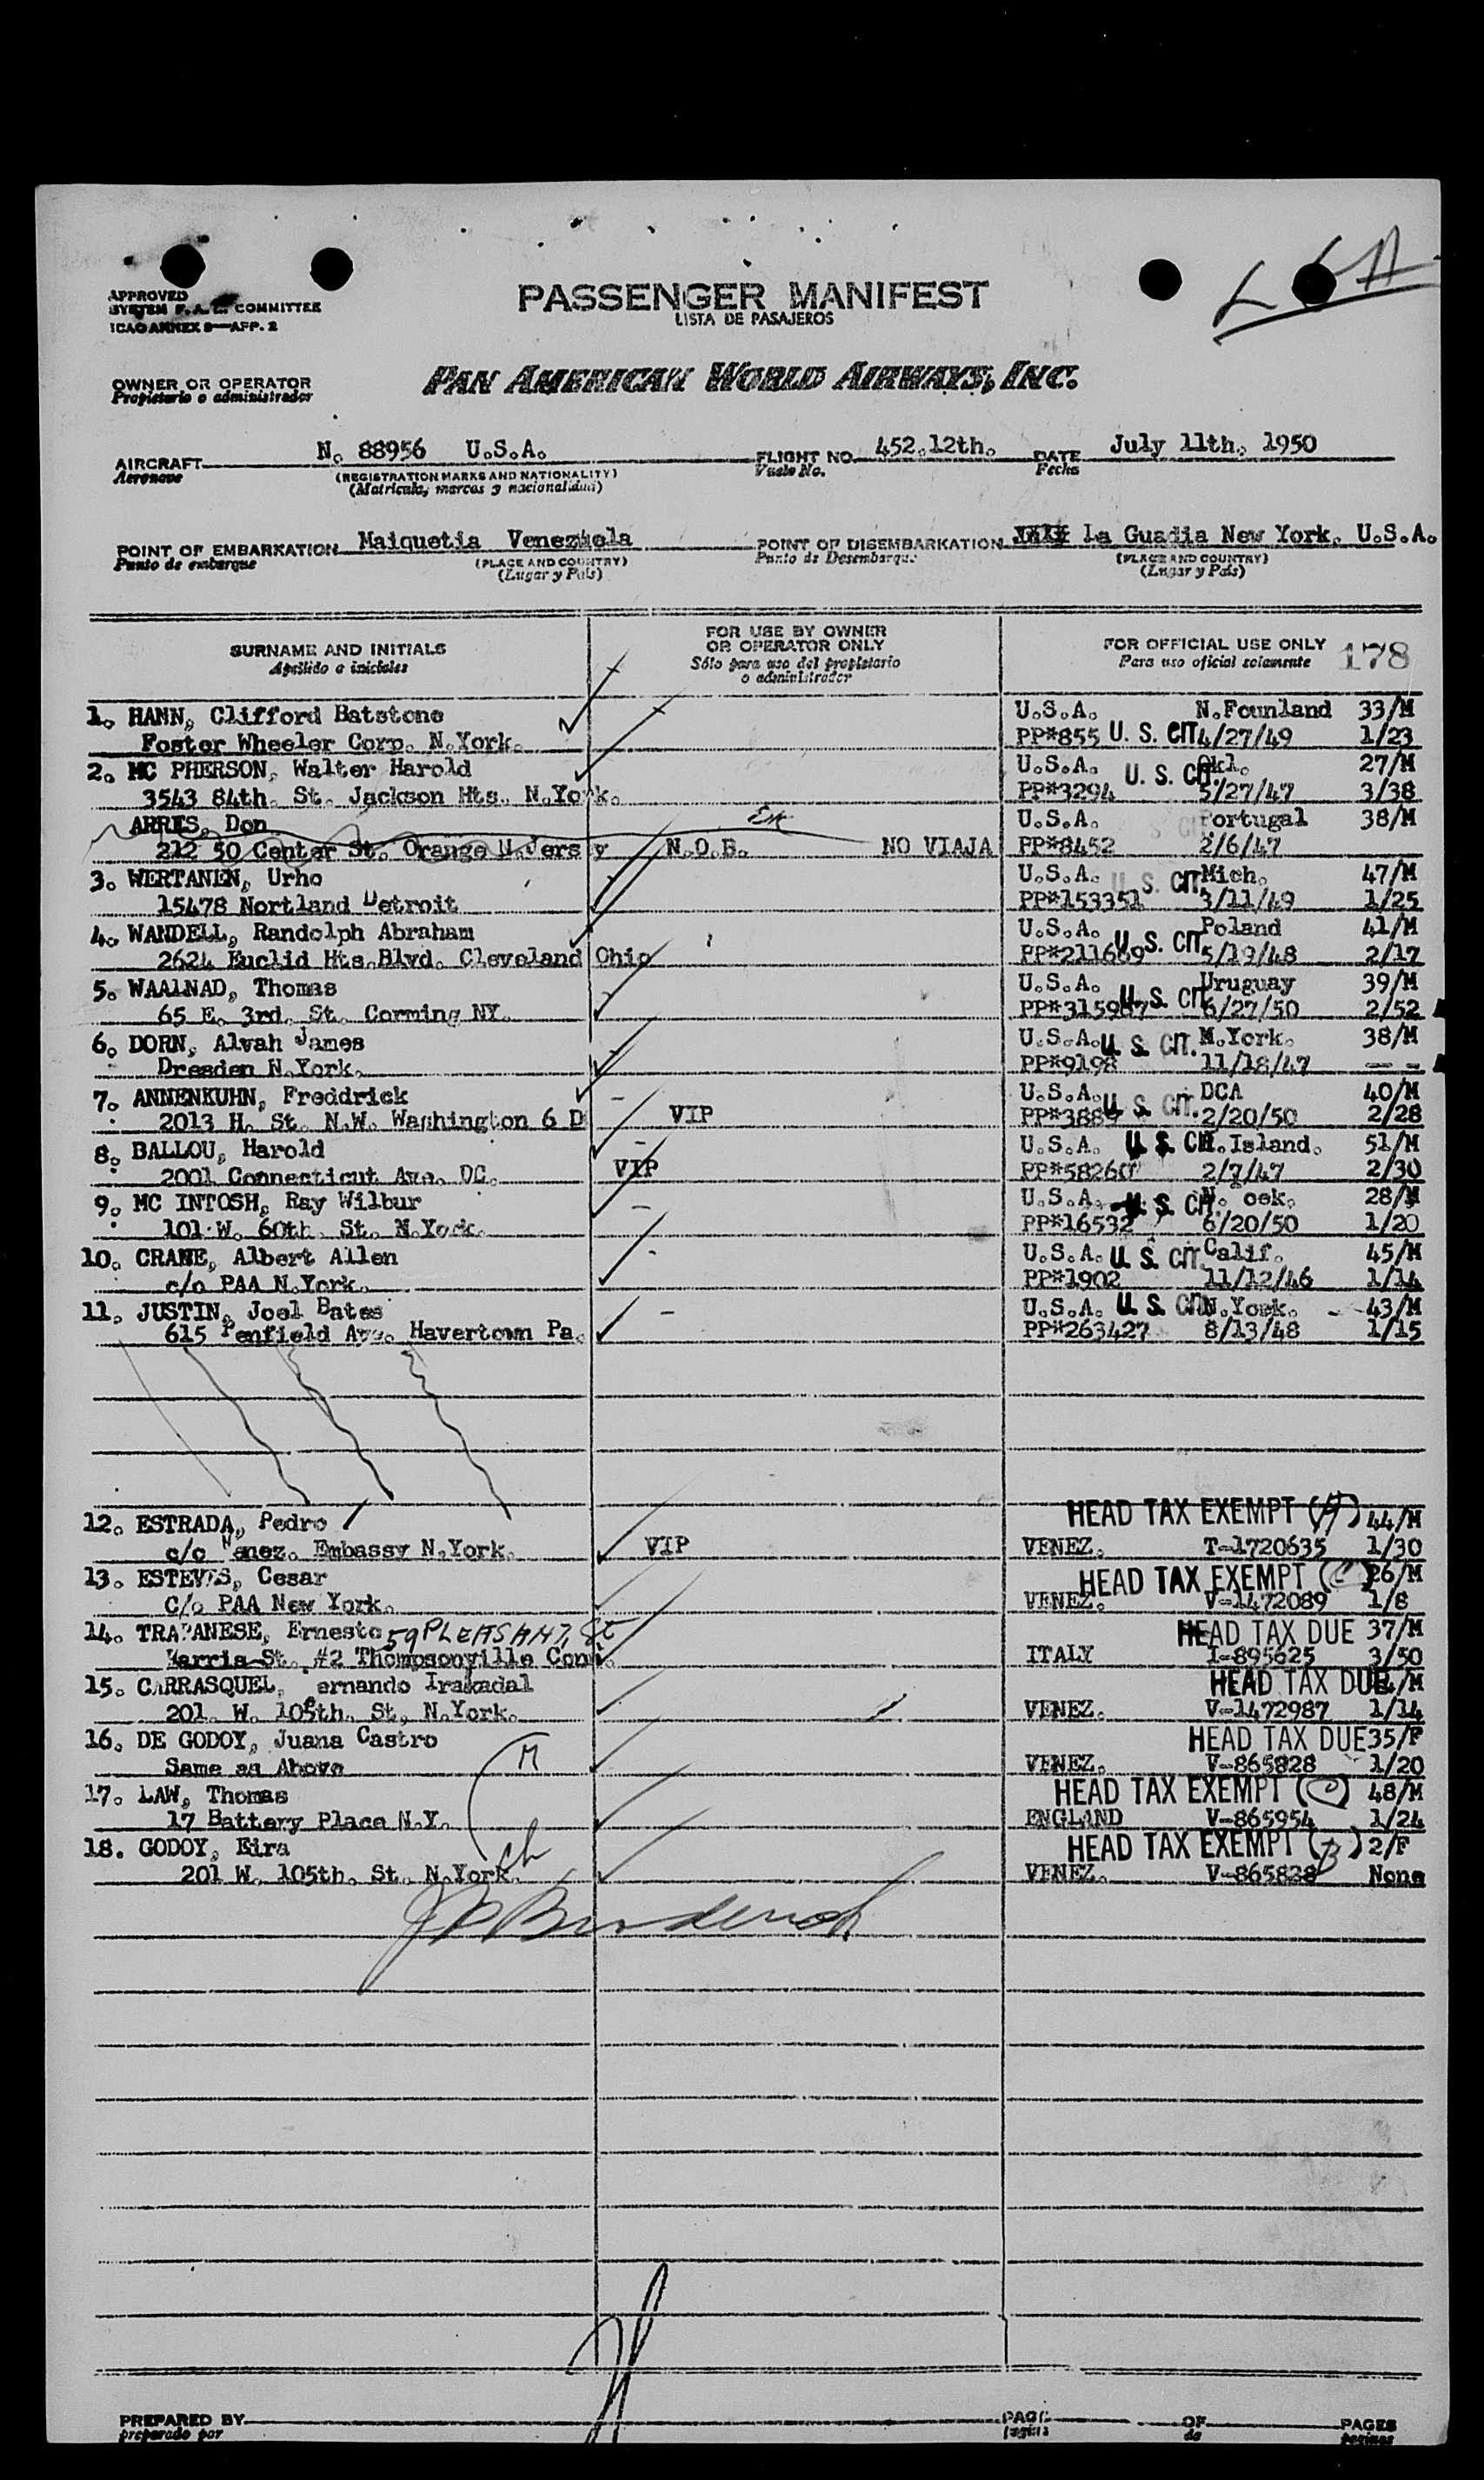 L G A
APPROVED
SYSTEM F.A.L. COMMITTEE
ICAO ANNEX 9—APP. 2
PASSENGER MANIFEST
LISTA DE PASAJEROS
OWNER OR OPERATOR
Propietario o administrador
PAN AMERICAN WORLD AIRWAYS, INC.
AIRCRAFT N. 88956 U.S.A. FLIGHT NO. 452.12th. DATE July 11th. 1950
Aeronave (REGISTRATION MARKS AND NATIONALITY) Vuelo No. Fecha
(Matricula, marcas y nacionalidad)
POINT OF EMBARKATION Maiquetia Venezuela POINT OF DISEMBARKATION La Guadia New York. U.S.A.
Punto de embarque (PLACE AND COUNTRY) Punto de Desembarque (PLACE AND COUNTRY)
(Lugar y País) (Lugar y País)
SURNAME AND INITIALS
Apellido e iniciales
FOR USE BY OWNER
OR OPERATOR ONLY
Sólo para uso del propietario
o administrador
FOR OFFICIAL USE ONLY 178
Para uso oficial solamente
1. HANN, Clifford Batstone U.S.A. N.Founland 33/M
Foster Wheeler Corp. N.York. PP*855 U. S. CIT 4/27/49 1/23
2. MC PHERSON, Walter Harold U.S.A. U. S. CIT. Okl. 27/M
3543 84th. St. Jackson Hts. N.York. PP*3294 5/27/47 3/38
ARRIS, Don U.S.A. Portugal 38/M
212 50 Center St. Orange N.Jersey N.O.B. NO VIAJA PP*8452 2/6/47
3. WERTANEN, Urho U.S.A. U. S. CIT. Mich. 47/M
15478 Nortland Detroit PP*153351 3/11/49 1/25
4. WANDELL, Randolph Abraham U.S.A. U. S. CIT. Poland 41/M
2624 Euclid Hts.Blvd. Cleveland Ohio PP*211689 5/19/48 2/17
5. WAALNAD, Thomas U.S.A. U. S. CIT. Uruguay 39/M
65 E. 3rd. St. Corming NY. PP*315987 6/27/50 2/52
6. DORN, Alvah James U.S.A. U. S. CIT. N.York. 38/M
Dresden N.York. PP*9198 11/18/47 — —
7. ANNENKUHN, Freddrick U.S.A. U. S. CIT. DCA 40/M
2013 H. St. N.W. Washington 6 D VIP PP*3889 2/20/50 2/28
8. BALLOU, Harold U.S.A. U. S. CIT. Island. 51/M
2001 Connecticut Ave. DC. VIP PP*58260 2/7/47 2/30
9. MC INTOSH, Ray Wilbur U.S.A. U. S. CIT. 28/M
101 W. 60th. St. N.York. PP*16532 6/20/50 1/20
10. CRANE, Albert Allen U.S.A. U. S. CIT. Calif. 45/M
c/o PAA N.York. PP*1902 11/12/46 1/14
11. JUSTIN, Joel Bates U.S.A. U. S. CIT. N.York. 43/M
615 Penfield Ave. Havertown Pa. PP*263427 8/13/48 1/15
12. ESTRADA, Pedro HEAD TAX EXEMPT 44/M
c/o Venez. Embassy N.York. VIP VENEZ. T-1720635 1/30
13. ESTEVES, Cesar HEAD TAX EXEMPT (C) 26/M
C/o PAA New York. VENEZ. V-1472089 1/8
14. TRAPANESE, Ernesto 59 PLEASANT St HEAD TAX DUE 37/M
Harris St. #2 Thompsonville Conn. ITALY I-895625 3/50
15. CARRASQUEL, Fernando Irakadal HEAD TAX DUE /M
201. W. 105th. St, N.York. VENEZ. V-1472987 1/14
16. DE GODOY, Juana Castro HEAD TAX DUE 35/F
Same as Above M VENEZ. V-865828 1/20
17. LAW, Thomas HEAD TAX EXEMPT (C) 48/M
17 Battery Place N.Y. ENGLAND V-865954 1/24
18. GODOY, Eira ch HEAD TAX EXEMPT (B) 2/F
201 W. 105th. St. N.York. VENEZ. V-865828 None
PREPARED BY PAGE OF PAGES
preparado por página de páginas